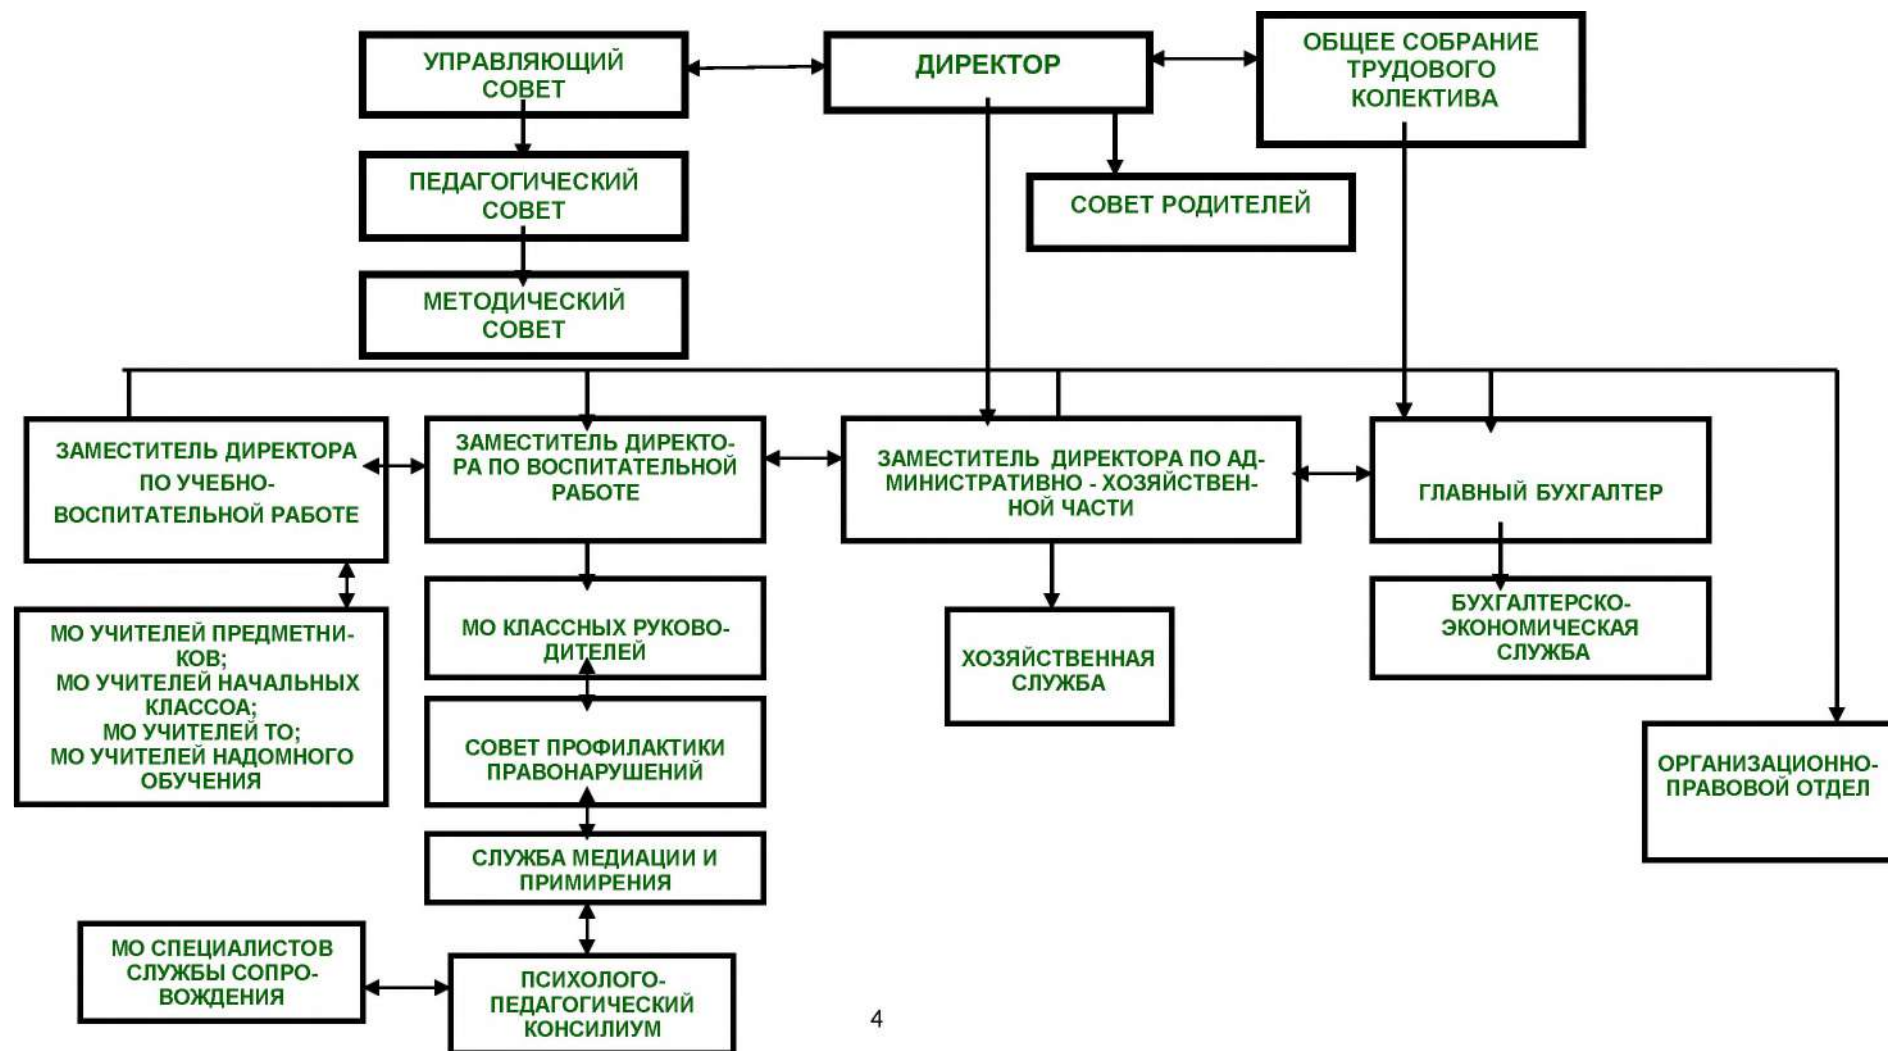 УПРАВЛЯЮЩИЙ
СОВЕТ
ДИРЕКТОР
ОБЩЕЕ СОБРАНИЕ
ТРУДОВОГО
КОЛЕКТИВА
ПЕДАГОГИЧЕСКИЙ
СОВЕТ
СОВЕТ РОДИТЕЛЕЙ
МЕТОДИЧЕСКИЙ
СОВЕТ
ЗАМЕСТИТЕЛЬ ДИРЕКТОРА
ПО УЧЕБНО-
ВОСПИТАТЕЛЬНОЙ РАБОТЕ
ЗАМЕСТИТЕЛЬ ДИРЕКТО-
РА ПО ВОСПИТАТЕЛЬНОЙ
РАБОТЕ
ЗАМЕСТИТЕЛЬ ДИРЕКТОРА ПО АД-
МИНИСТРАТИВНО - ХОЗЯЙСТВЕН-
НОЙ ЧАСТИ
ГЛАВНЫЙ БУХГАЛТЕР
МО УЧИТЕЛЕЙ ПРЕДМЕТНИ-
КОВ;
МО УЧИТЕЛЕЙ НАЧАЛЬНЫХ
КЛАССОА;
МО УЧИТЕЛЕЙ ТО;
МО УЧИТЕЛЕЙ НАДОМНОГО
ОБУЧЕНИЯ
МО КЛАССНЫХ РУКОВО-
ДИТЕЛЕЙ
ХОЗЯЙСТВЕННАЯ
СЛУЖБА
БУХГАЛТЕРСКО-
ЭКОНОМИЧЕСКАЯ
СЛУЖБА
СОВЕТ ПРОФИЛАКТИКИ
ПРАВОНАРУШЕНИЙ
ОРГАНИЗАЦИОННО-
ПРАВОВОЙ ОТДЕЛ
СЛУЖБА МЕДИАЦИИ И
ПРИМИРЕНИЯ
МО СПЕЦИАЛИСТОВ
СЛУЖБЫ СОПРО-
ВОЖДЕНИЯ
ПСИХОЛОГО-
ПЕДАГОГИЧЕСКИЙ
КОНСИЛИУМ
4